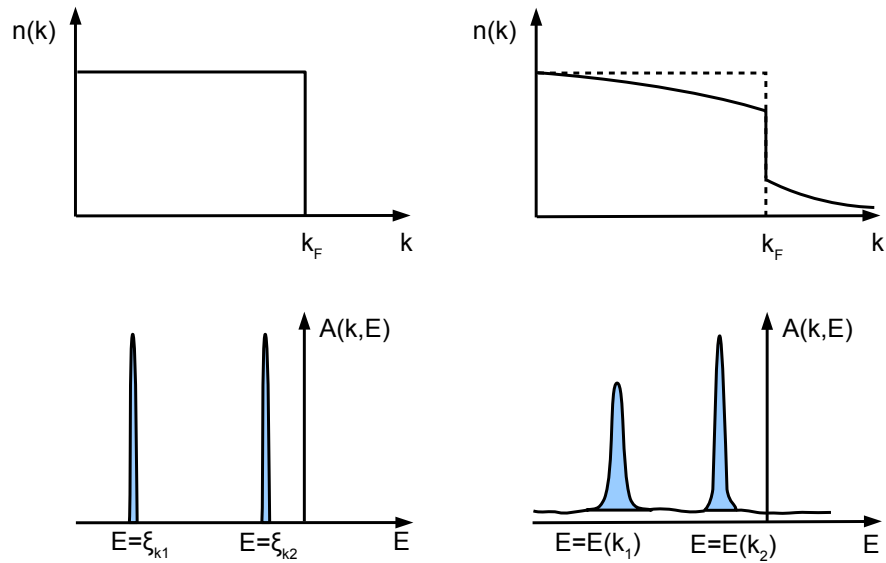 n(k)
k_F
k
n(k)
k_F
k
A(k,E)
E=ξ_k1
E=ξ_k2
E
A(k,E)
E=E(k_1)
E=E(k_2)
E